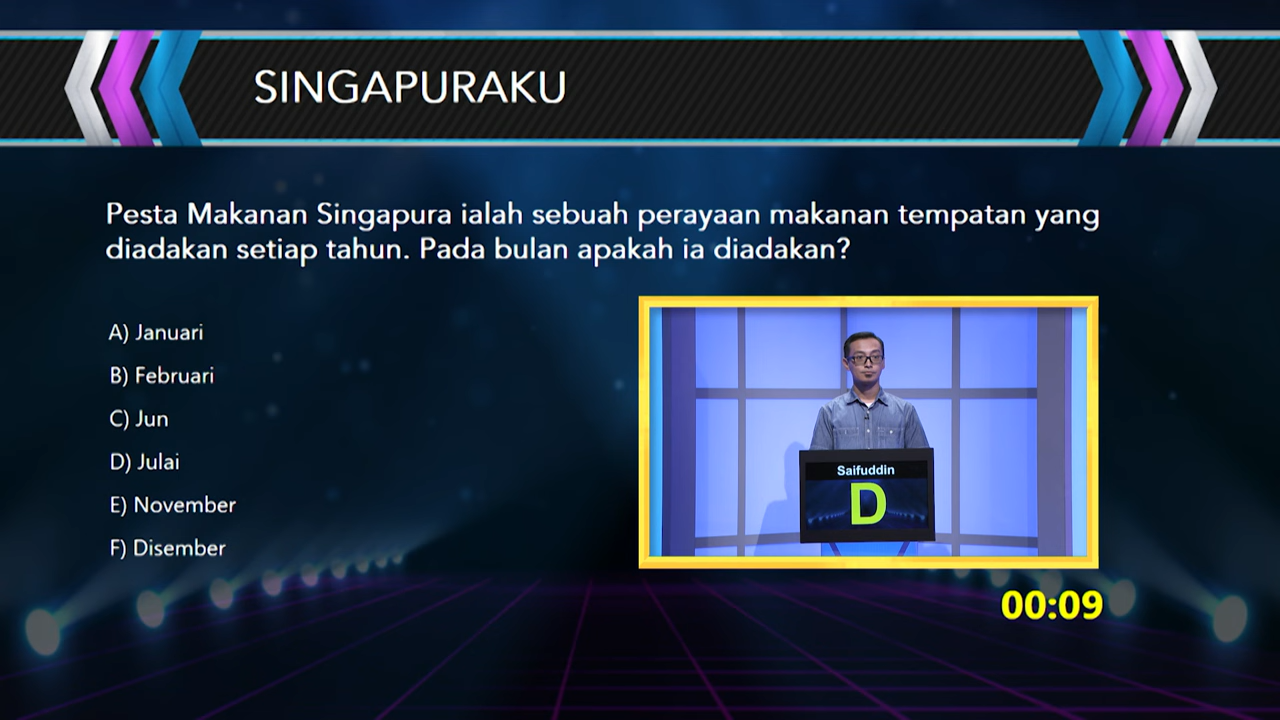 SINGAPURAKU
Pesta Makanan Singapura ialah sebuah perayaan makanan tempatan yang
diadakan setiap tahun. Pada bulan apakah ia diadakan?
A) Januari
B) Februari
C) Jun
D) Julai
E) November
F) Disember
Saifuddin
D
00:09